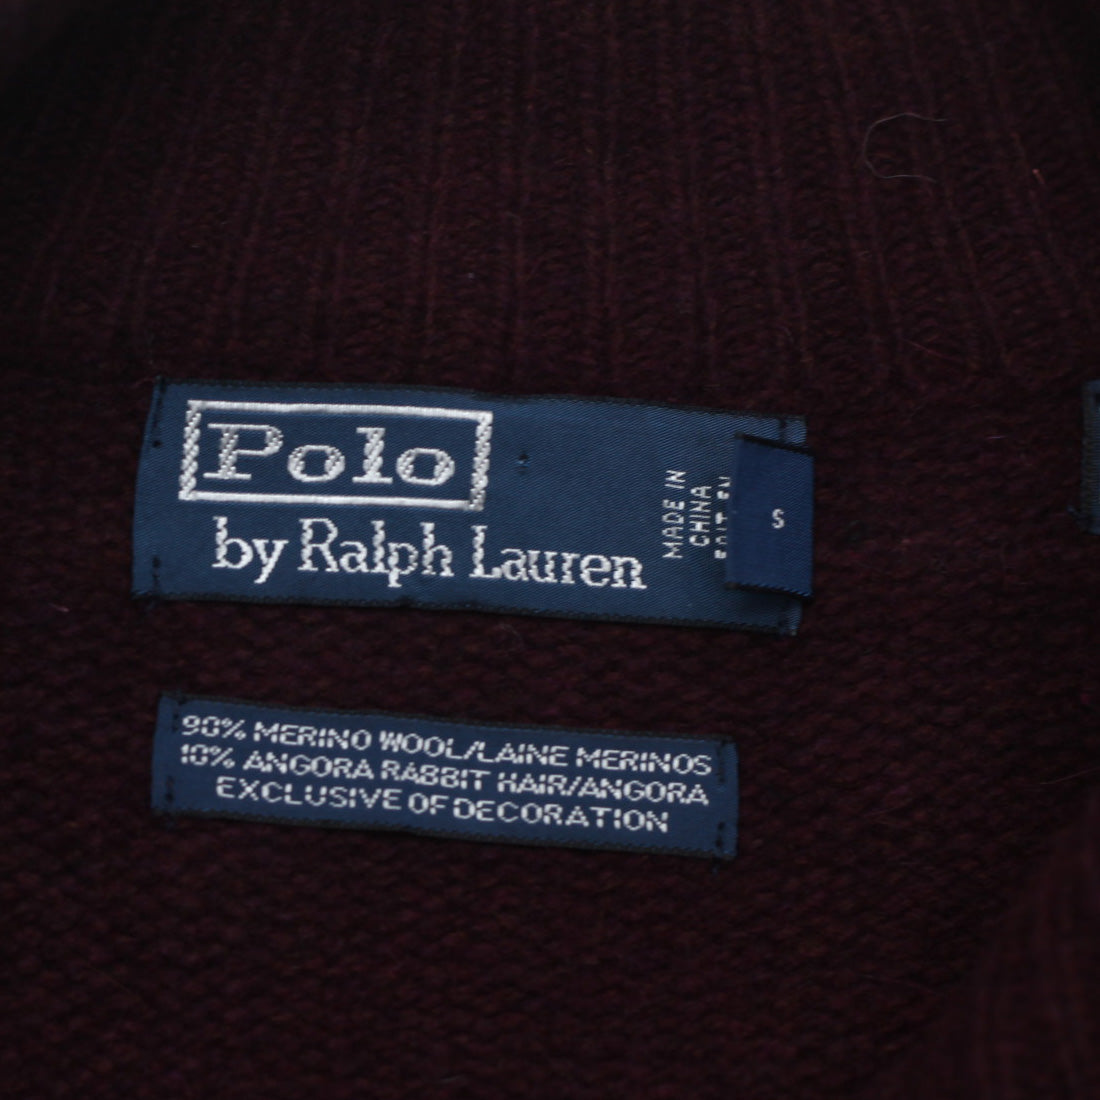 Polo
by Ralph Lauren
MADE IN
CHINA
S
90% MERINO WOOL/LAINE MERINOS
10% ANGORA RABBIT HAIR/ANGORA
EXCLUSIVE OF DECORATION